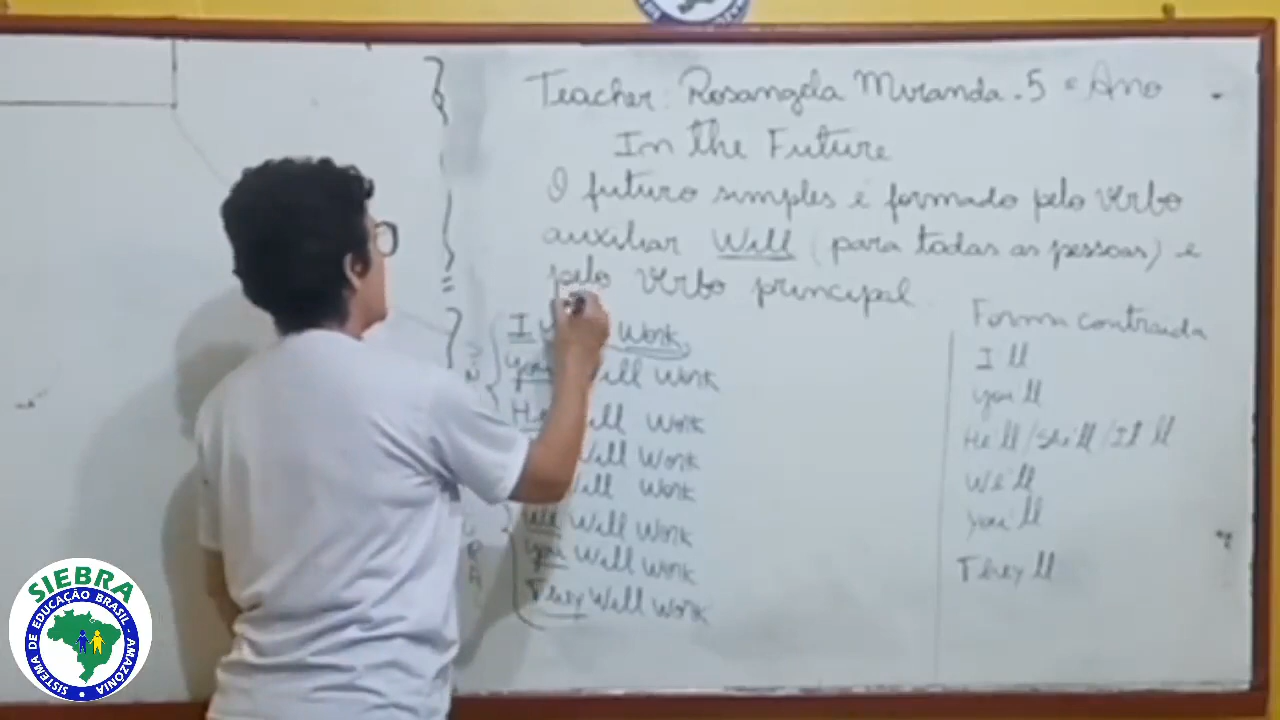 Teacher: Rosangela Miranda. 5º Ano
In the Future
O futuro simples é formado pelo verbo
auxiliar Will (para todas as pessoas) e
pelo verbo principal
I Work
you Will Work
He Will Work
Will Work
Will Work
We Will Work
you Will Work
They Will Work
Forma contraida
I'll
you'll
He'll/She'll/It'll
We'll
you'll
They'll
SIEBRA
SISTEMA DE EDUCAÇÃO BRASIL - AMAZÔNIA